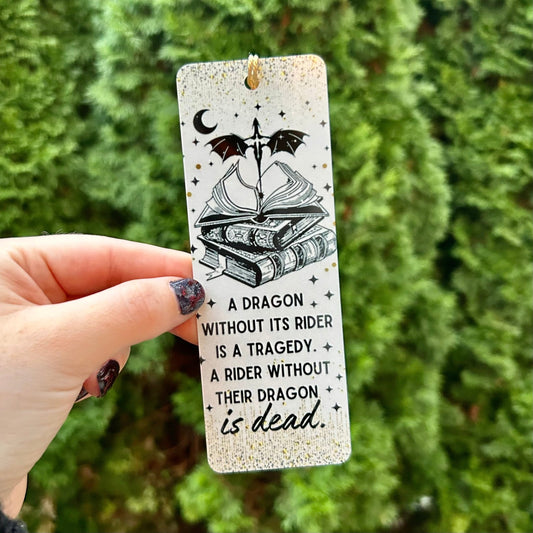 A DRAGON
WITHOUT ITS RIDER
IS A TRAGEDY.
A RIDER WITHOUT
THEIR DRAGON
is dead.